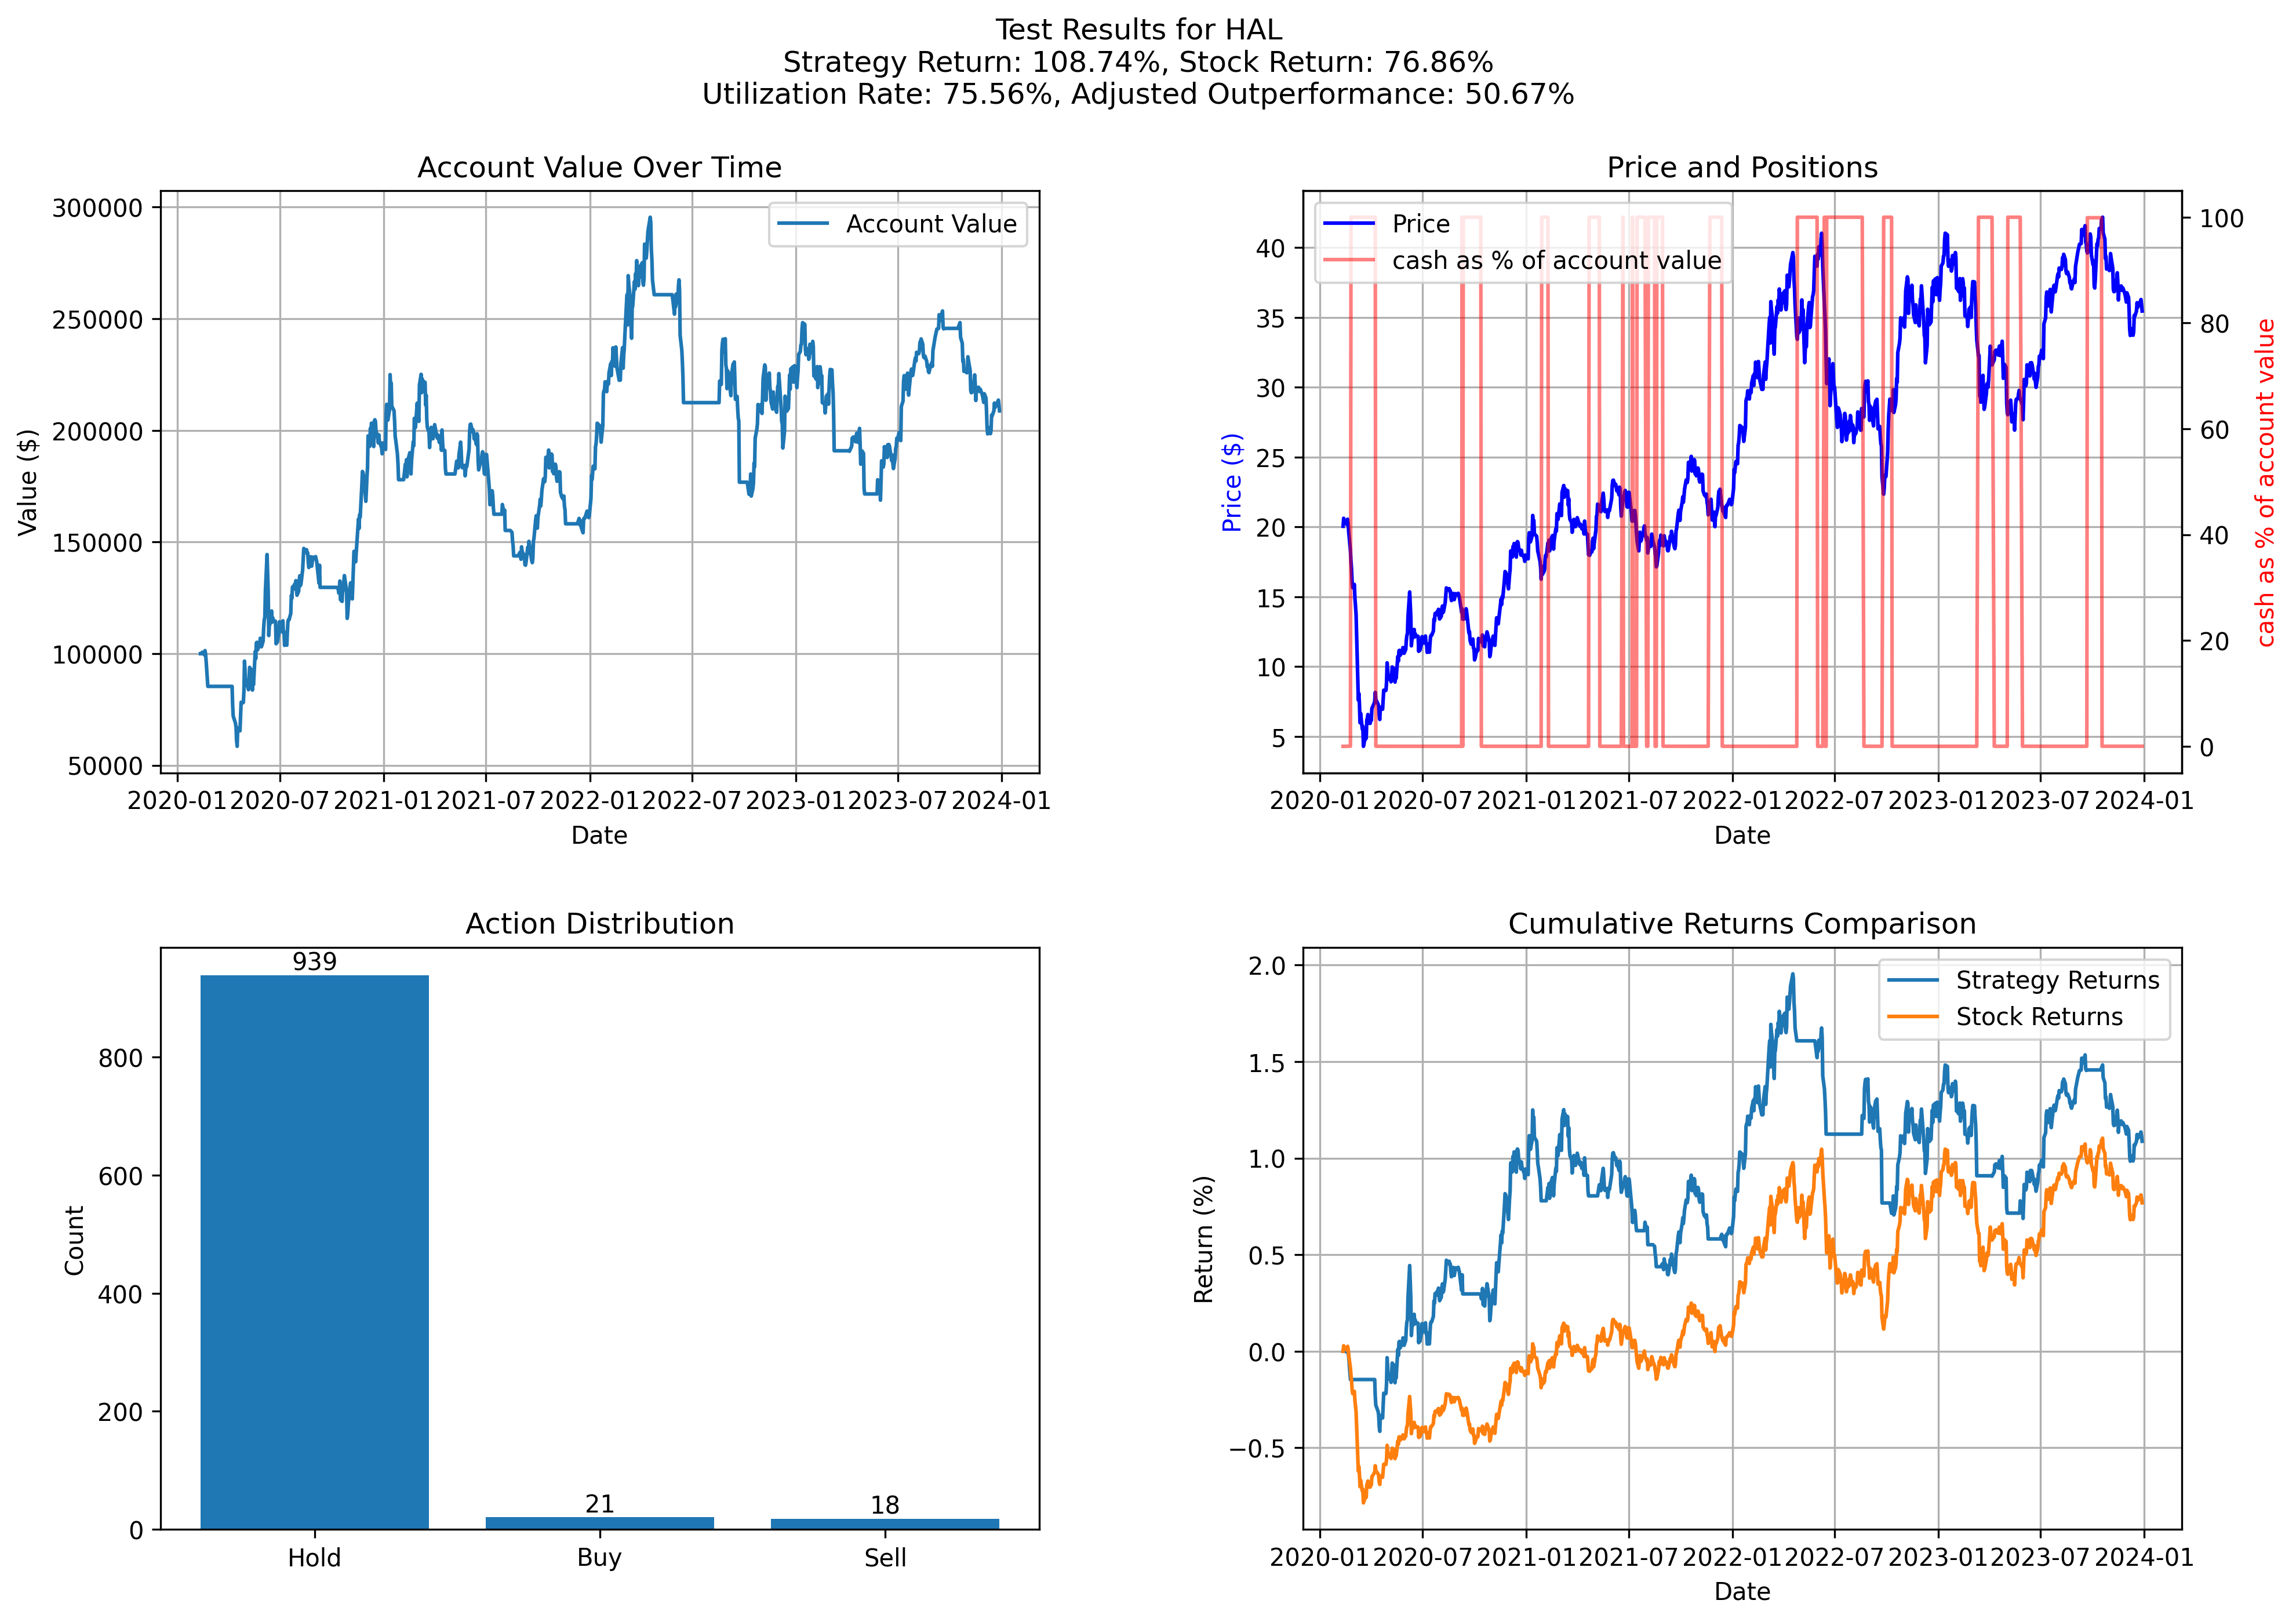 Test Results for HAL
Strategy Return: 108.74%, Stock Return: 76.86%
Utilization Rate: 75.56%, Adjusted Outperformance: 50.67%
Account Value Over Time
Account Value
300000
250000
200000
150000
100000
50000
Value ($)
2020-01 2020-07 2021-01 2021-07 2022-01 2022-07 2023-01 2023-07 2024-01
Date
Price and Positions
Price
cash as % of account value
40
35
30
25
20
15
10
5
Price ($)
100
80
60
40
20
0
cash as % of account value
2020-01 2020-07 2021-01 2021-07 2022-01 2022-07 2023-01 2023-07 2024-01
Date
Action Distribution
939
21
18
800
600
400
200
0
Count
Hold Buy Sell
Cumulative Returns Comparison
Strategy Returns
Stock Returns
2.0
1.5
1.0
0.5
0.0
−0.5
Return (%)
2020-01 2020-07 2021-01 2021-07 2022-01 2022-07 2023-01 2023-07 2024-01
Date